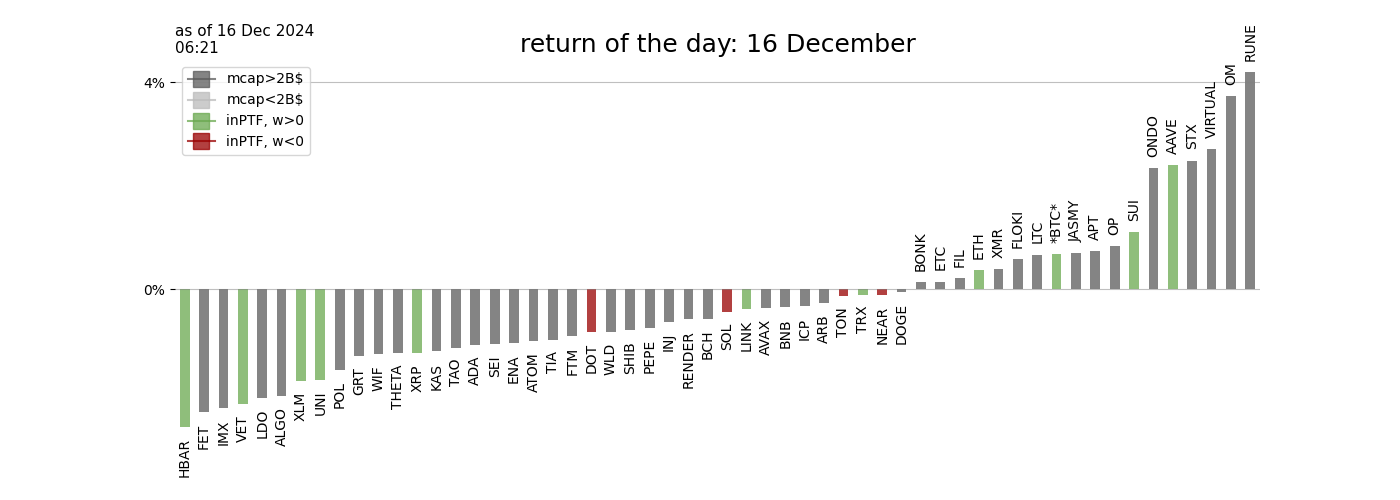 as of 16 Dec 2024
06:21
return of the day: 16 December
4%
0%
mcap>2B$
mcap<2B$
inPTF, w>0
inPTF, w<0
HBAR
FET
IMX
VET
LDO
ALGO
XLM
UNI
POL
GRT
WIF
THETA
XRP
KAS
TAO
ADA
SEI
ENA
ATOM
TIA
FTM
DOT
WLD
SHIB
PEPE
INJ
RENDER
BCH
SOL
LINK
AVAX
BNB
ICP
ARB
TON
TRX
NEAR
DOGE
BONK
ETC
FIL
ETH
XMR
FLOKI
LTC
*BTC*
JASMY
APT
OP
SUI
ONDO
AAVE
STX
VIRTUAL
OM
RUNE